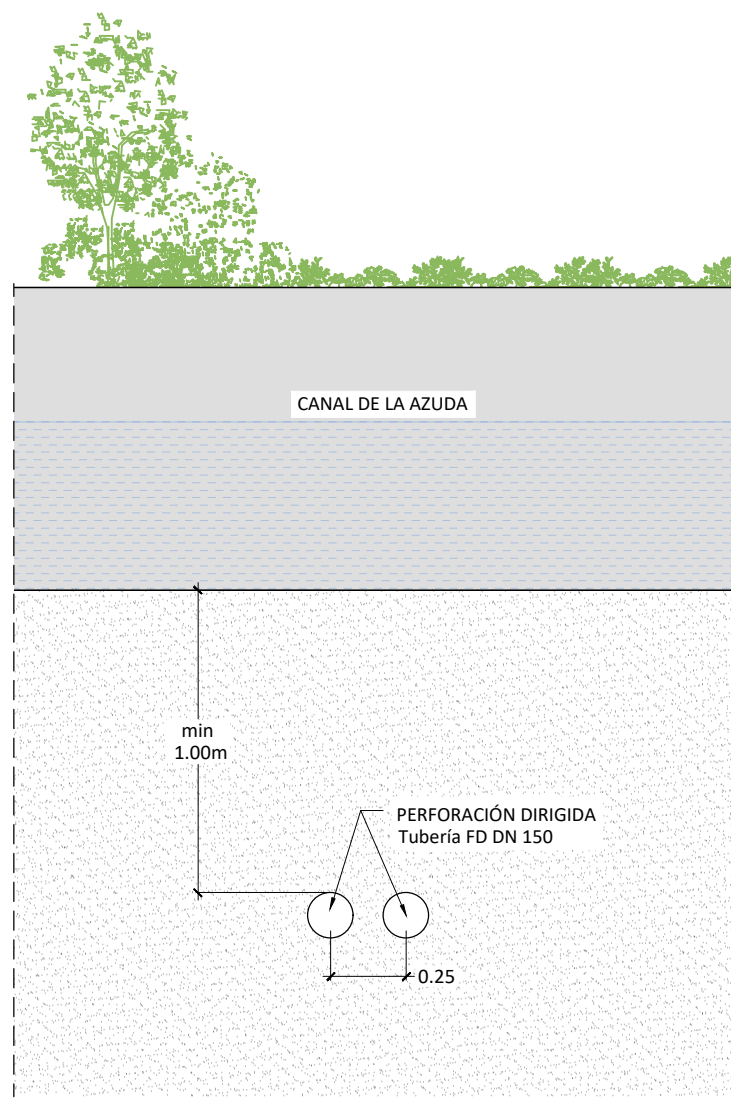 CANAL DE LA AZUDA
min
1.00m
PERFORACIÓN DIRIGIDA
Tubería FD DN 150
0.25